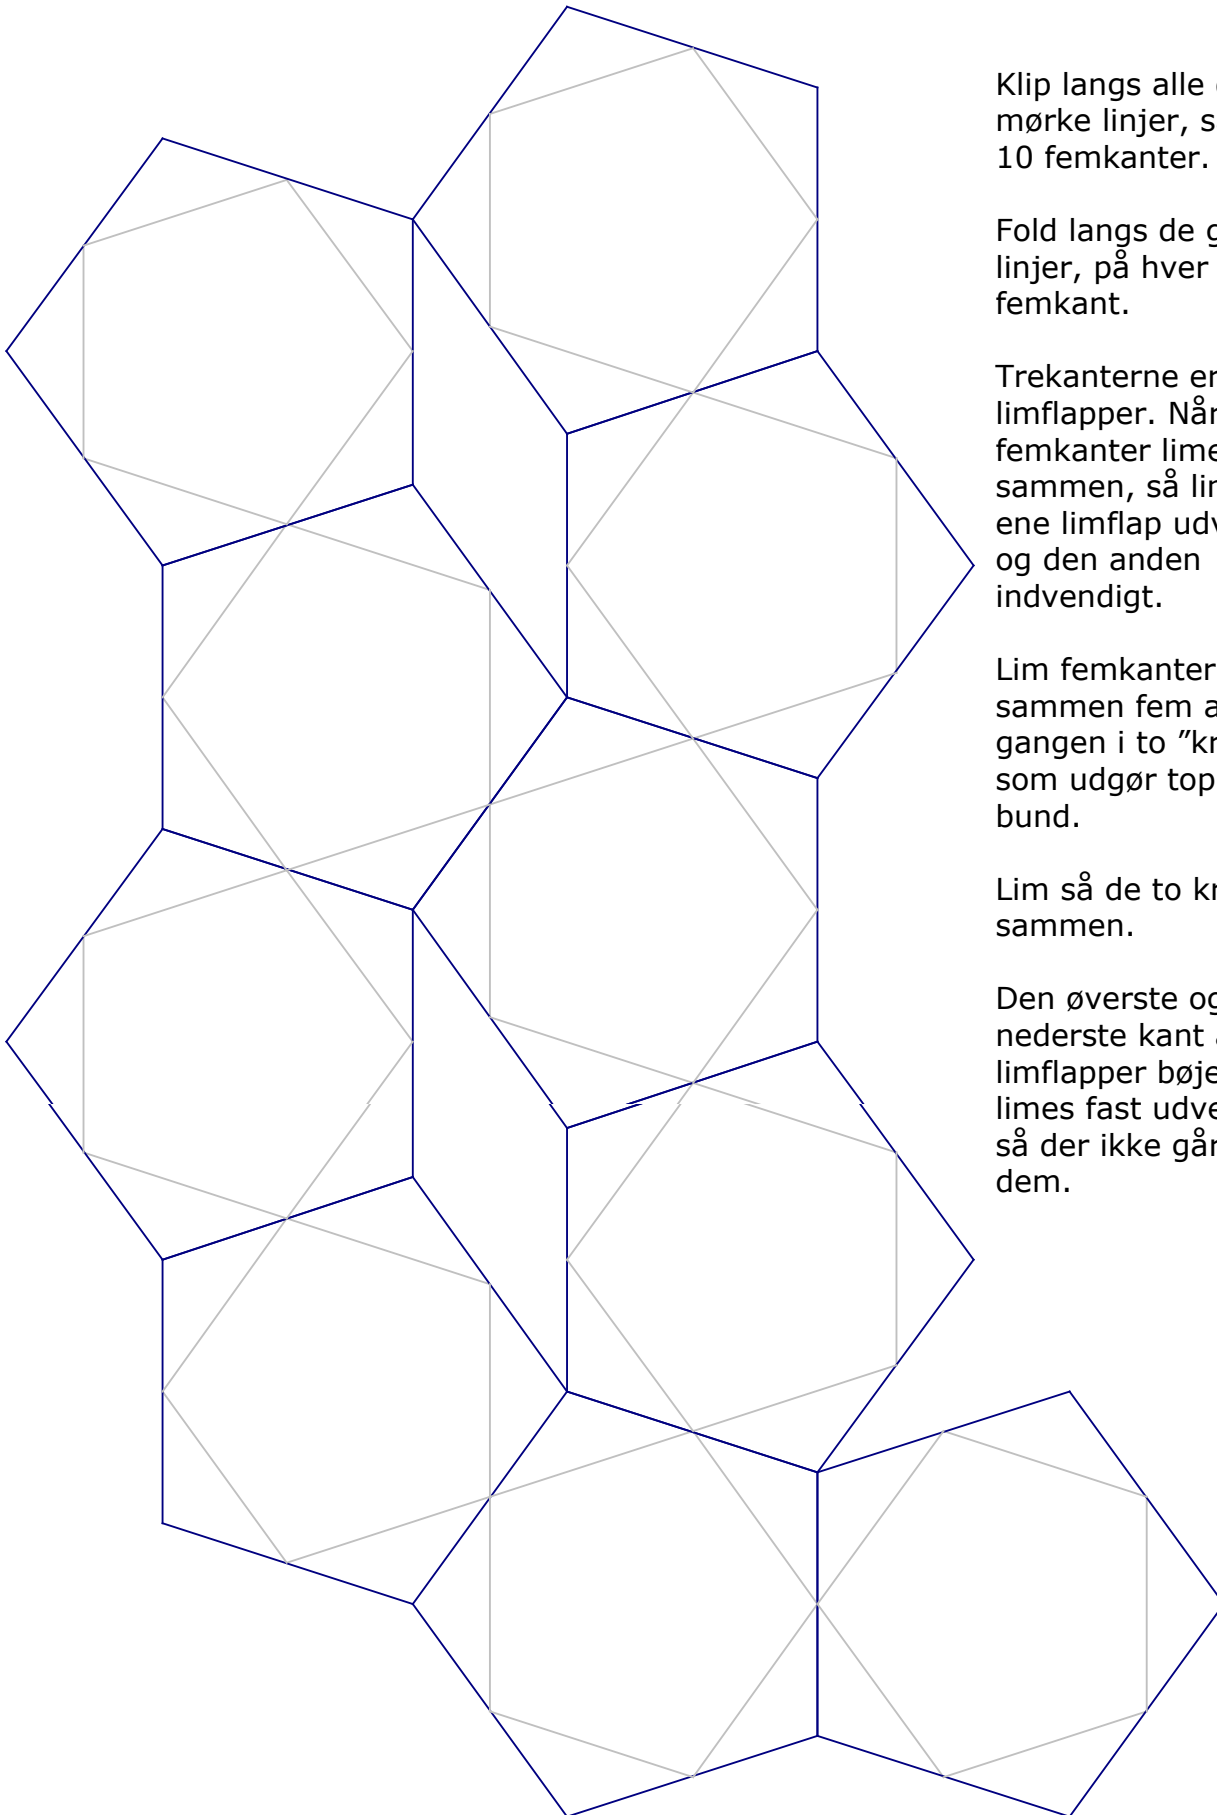 Klip langs alle
mørke linjer, s
10 femkanter.
Fold langs de g
linjer, på hver
femkant.
Trekanterne er
limflapper. Når
femkanter lime
sammen, så lin
ene limflap udv
og den anden
indvendigt.
Lim femkanter
sammen fem a
gangen i to ”kr
som udgør top
bund.
Lim så de to kr
sammen.
Den øverste og
nederste kant a
limflapper bøje
limes fast udve
så der ikke går
dem.